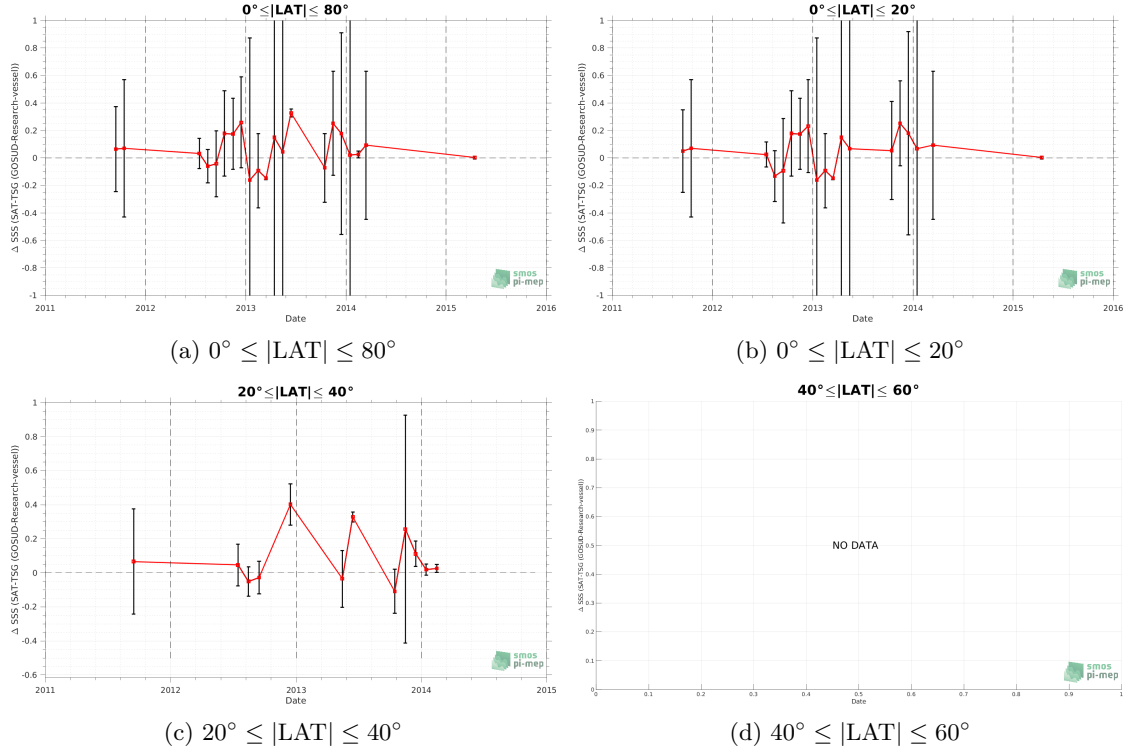 0°≤|LAT|≤ 80°
Δ SSS (SAT-TSG (GOSUD-Research-vessel))
1
0.8
0.6
0.4
0.2
0
-0.2
-0.4
-0.6
-0.8
-1
2011
2012
2013
2014
2015
2016
Date
smos
pi-mep
(a) 0° ≤ |LAT| ≤ 80°
0°≤|LAT|≤ 20°
Δ SSS (SAT-TSG (GOSUD-Research-vessel))
1
0.8
0.6
0.4
0.2
0
-0.2
-0.4
-0.6
-0.8
-1
2011
2012
2013
2014
2015
2016
Date
smos
pi-mep
(b) 0° ≤ |LAT| ≤ 20°
20°≤|LAT|≤ 40°
Δ SSS (SAT-TSG (GOSUD-Research-vessel))
1
0.8
0.6
0.4
0.2
0
-0.2
-0.4
-0.6
2011
2012
2013
2014
2015
Date
smos
pi-mep
(c) 20° ≤ |LAT| ≤ 40°
40°≤|LAT|≤ 60°
Δ SSS (SAT-TSG (GOSUD-Research-vessel))
1
0.9
0.8
0.7
0.6
0.5
0.4
0.3
0.2
0.1
0
NO DATA
0
0.1
0.2
0.3
0.4
0.5
0.6
0.7
0.8
0.9
1
Date
smos
pi-mep
(d) 40° ≤ |LAT| ≤ 60°